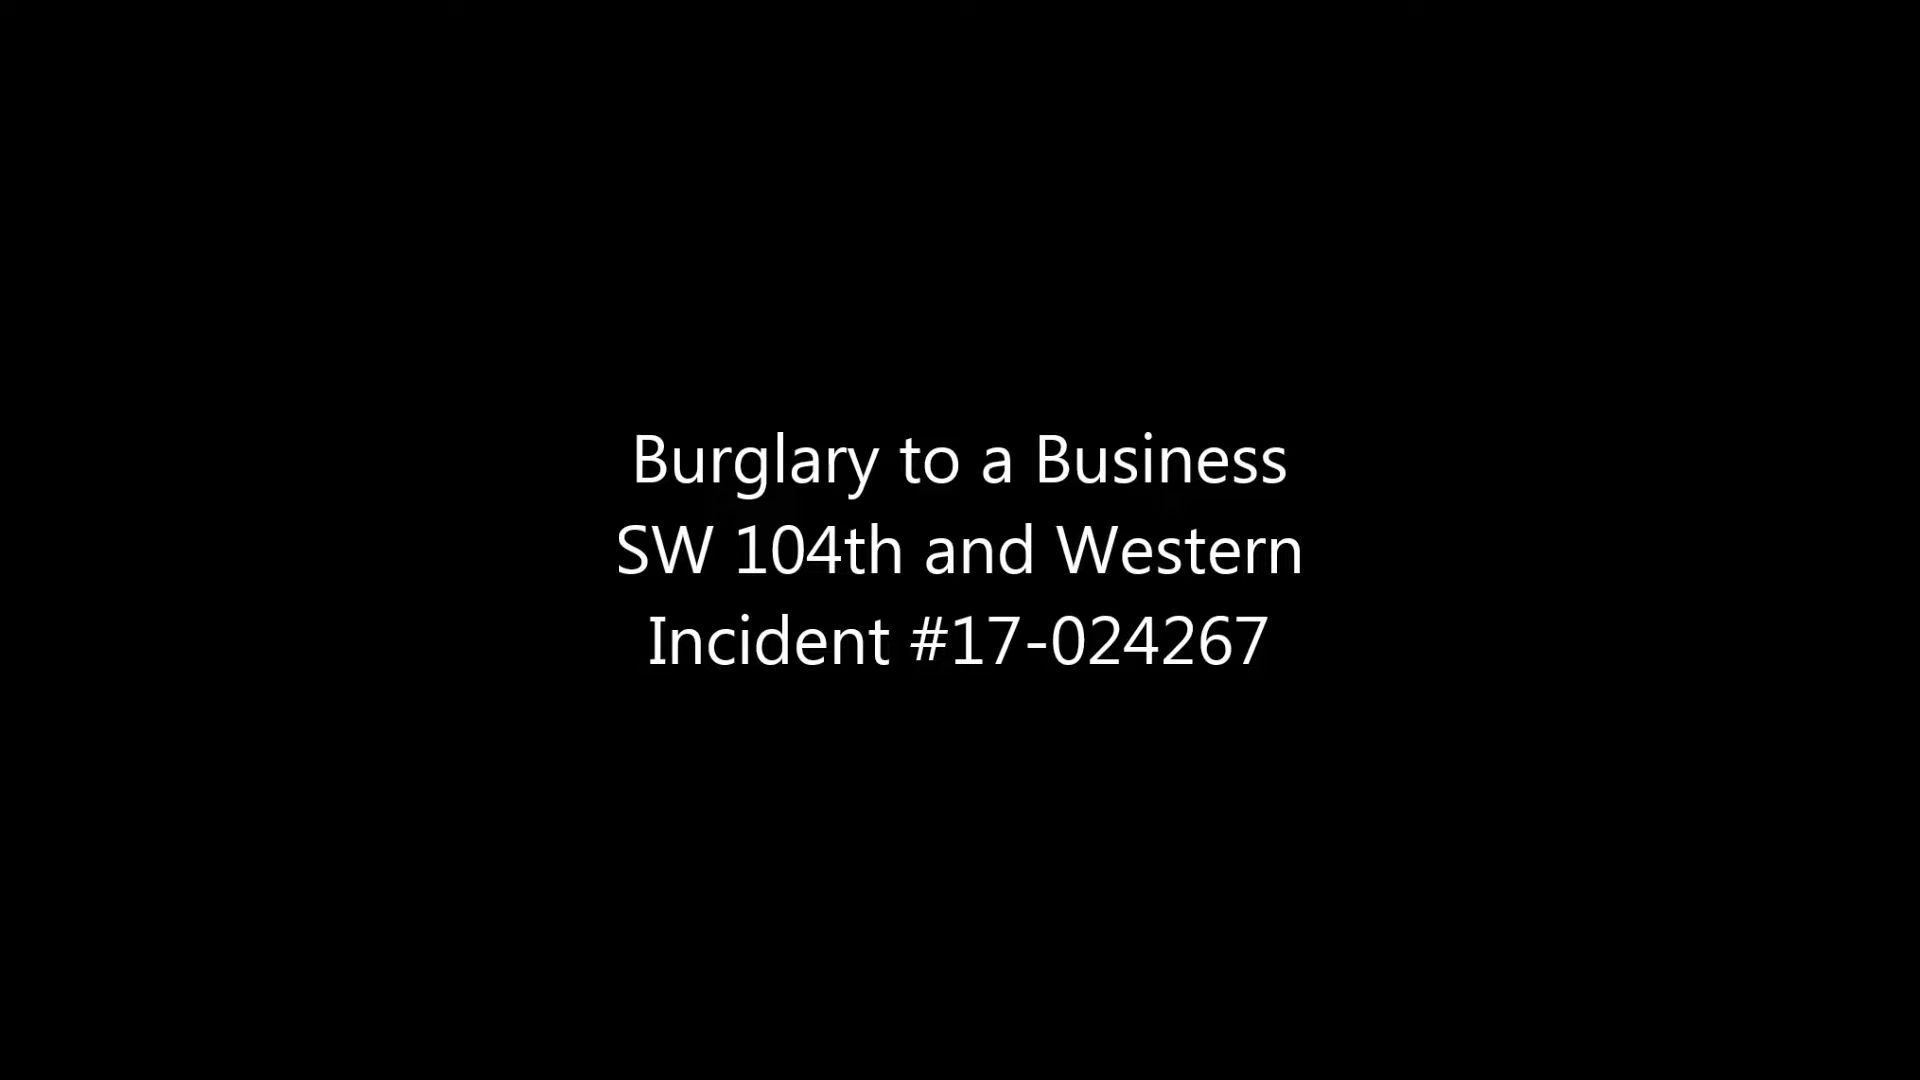 Burglary to a Business
SW 104th and Western
Incident #17-024267